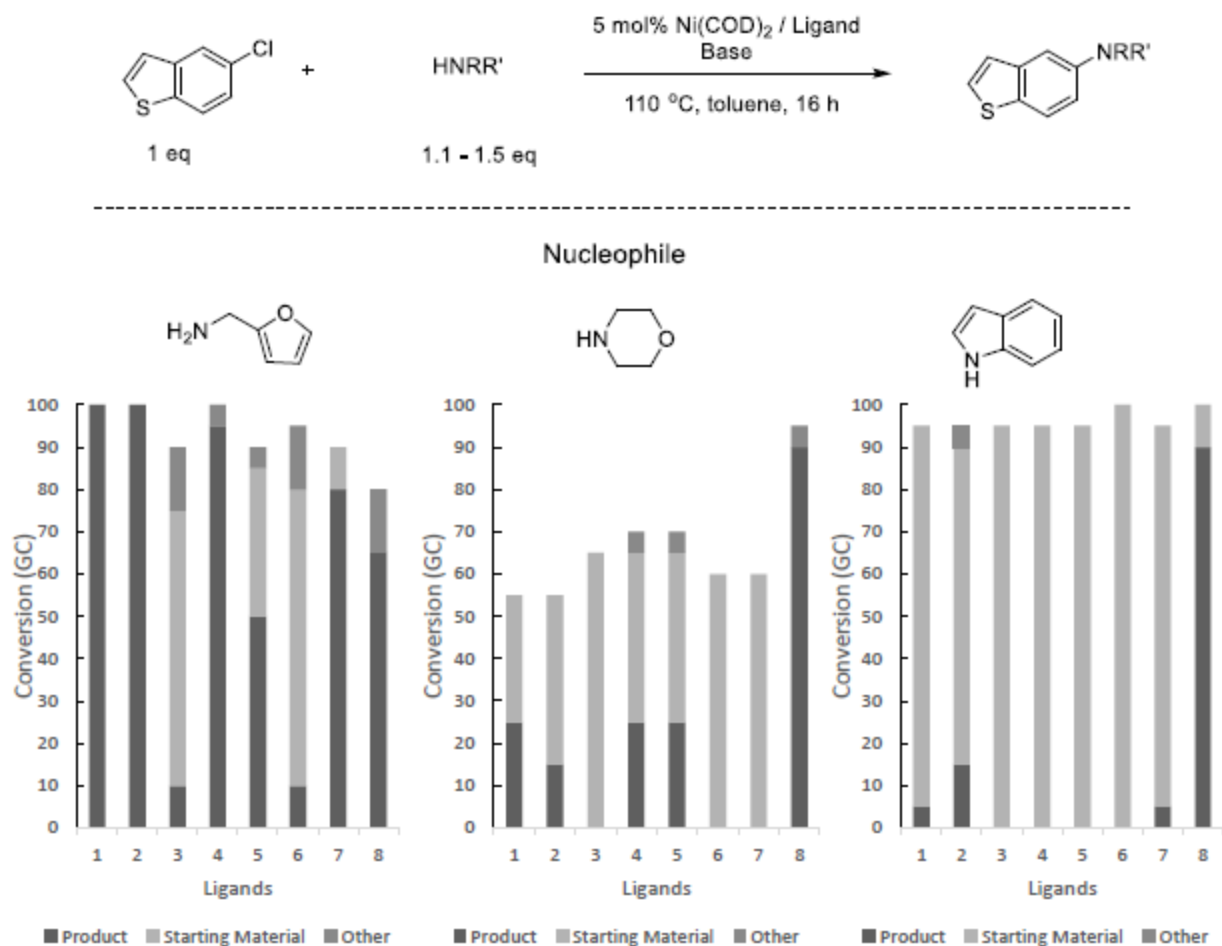 5 mol% Ni(COD)2 / Ligand
Base
Cl
+
HNRR'
NRR'
S
S
110 °C, toluene, 16 h
1 eq
1.1 - 1.5 eq
Nucleophile
O
H2N
HN
O
N
H
100
90
80
70
60
50
40
30
20
10
0
Conversion (GC)
1 2 3 4 5 6 7 8
Ligands
Product Starting Material Other
100
90
80
70
60
50
40
30
20
10
0
Conversion (GC)
1 2 3 4 5 6 7 8
Ligands
Product Starting Material Other
100
90
80
70
60
50
40
30
20
10
0
Conversion (GC)
1 2 3 4 5 6 7 8
Ligands
Product Starting Material Other